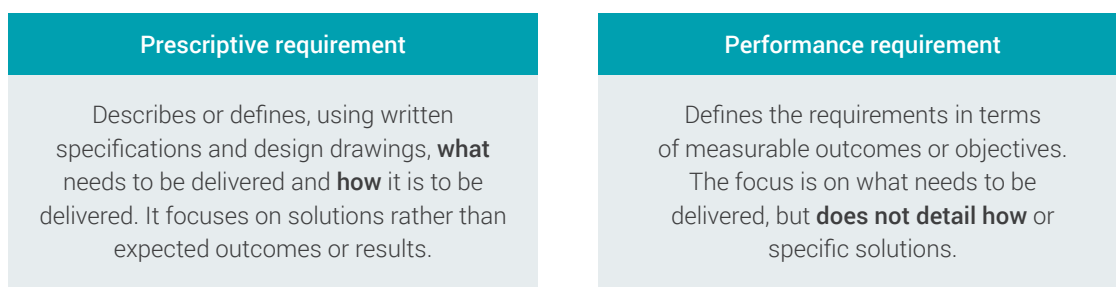 Prescriptive requirement
Describes or defines, using written
specifications and design drawings, what
needs to be delivered and how it is to be
delivered. It focuses on solutions rather than
expected outcomes or results.
Performance requirement
Defines the requirements in terms
of measurable outcomes or objectives.
The focus is on what needs to be
delivered, but does not detail how or
specific solutions.